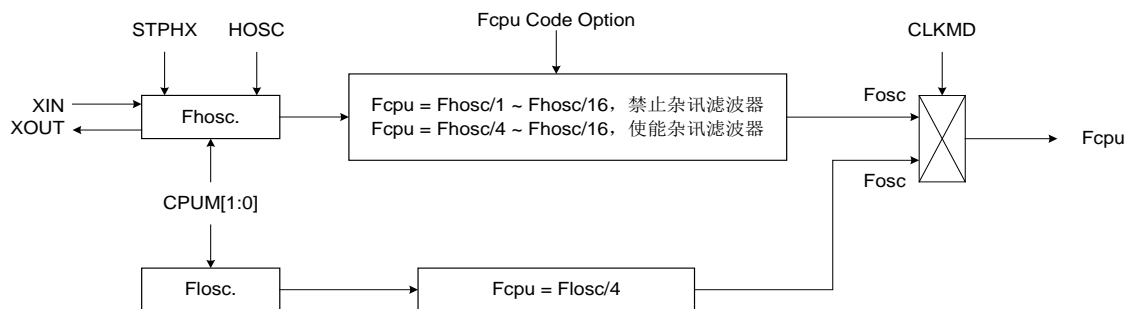 Fcpu Code Option
STPHX
HOSC
CLKMD
XIN
XOUT
Fhosc.
Fcpu = Fhosc/1 ~ Fhosc/16，禁止杂讯滤波器
Fcpu = Fhosc/4 ~ Fhosc/16，使能杂讯滤波器
Fosc
Fcpu
Fosc
CPUM[1:0]
Flosc.
Fcpu = Flosc/4